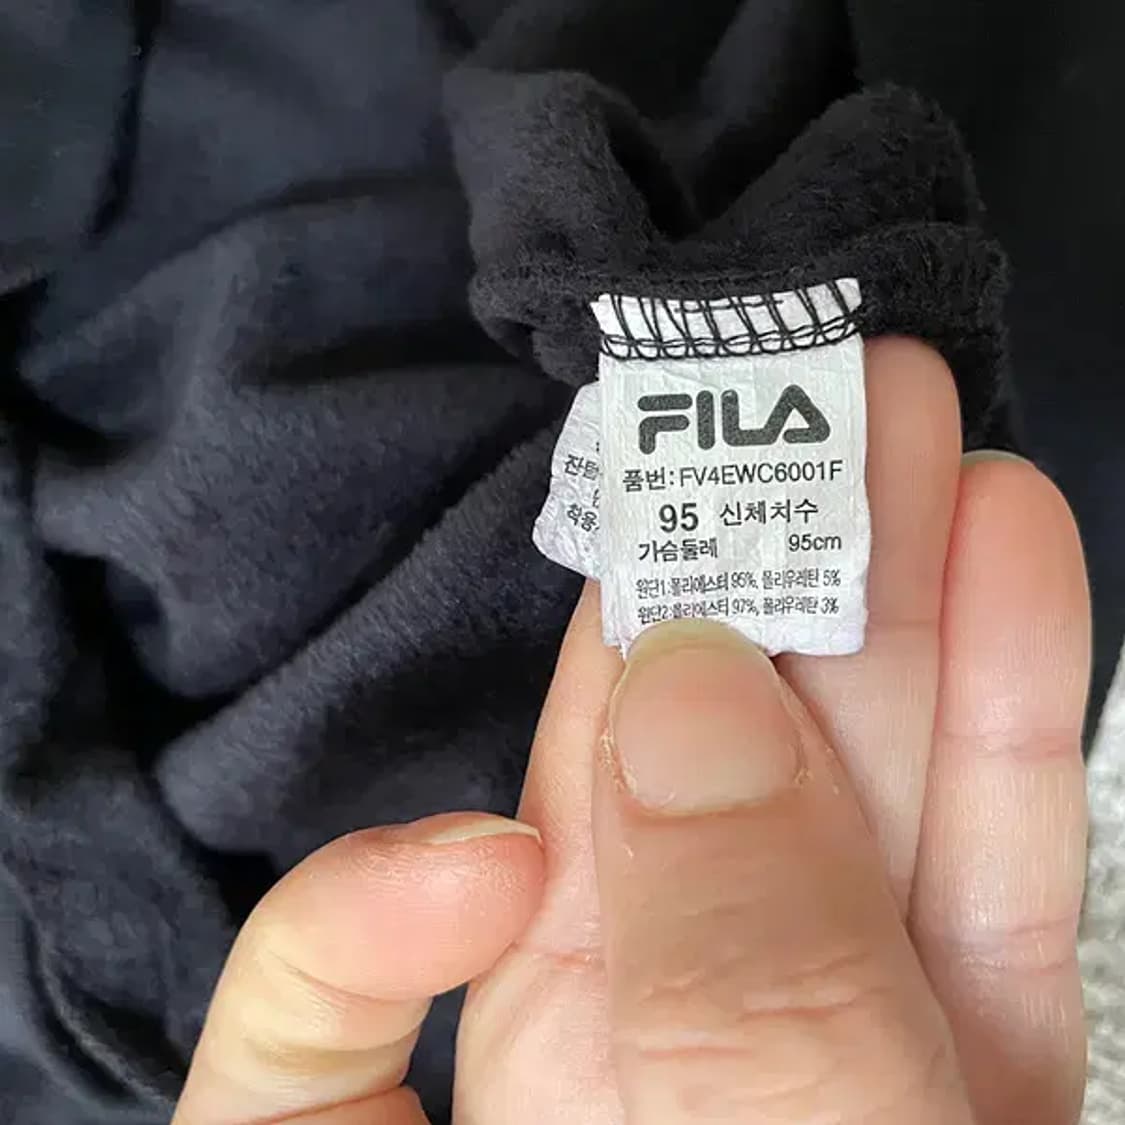 FILA
품번: FV4EWC6001F
95 신체치수
가슴둘레 95cm
원단1:폴리에스터 95%, 폴리우레탄 5%
원단2:폴리에스터 97%, 폴리우레탄 3%
착용